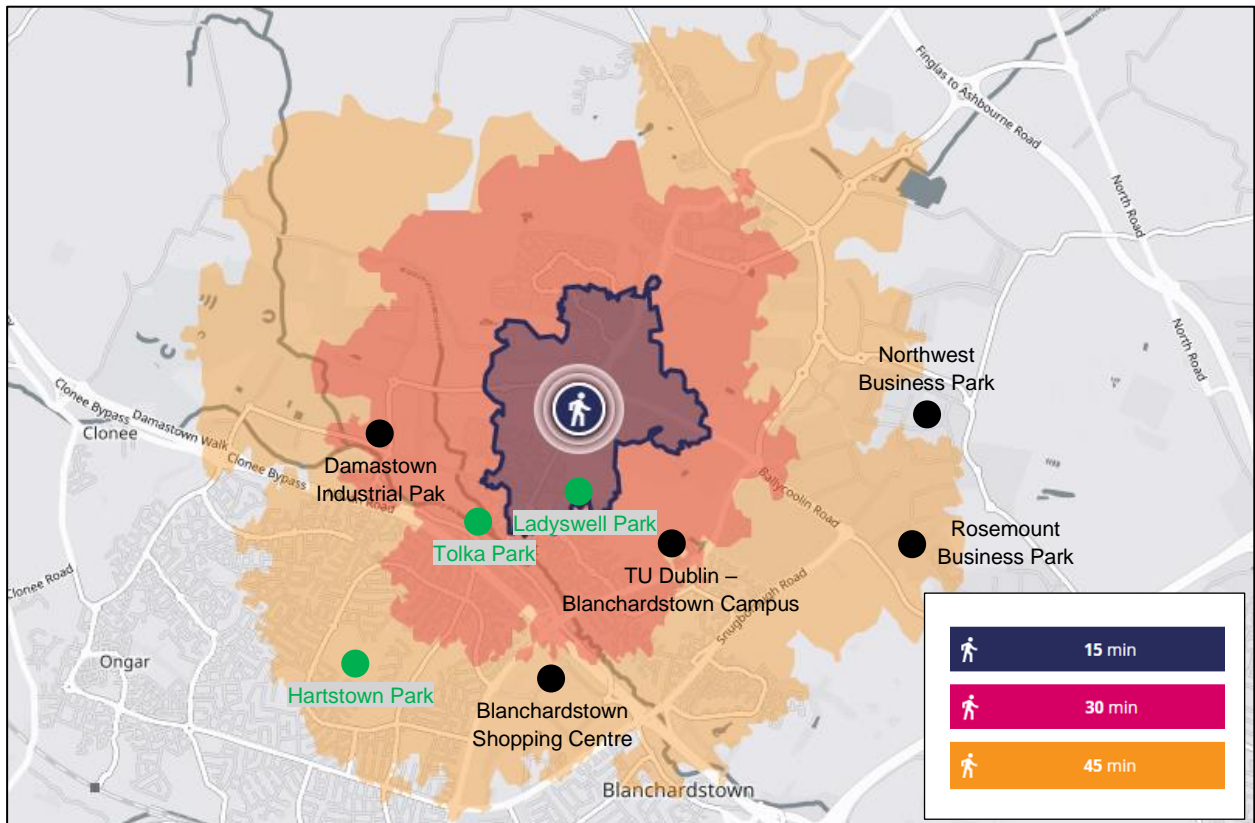 Finglas to Ashbourne Road
North Road
North Road
Northwest
Business Park
Clonee Bypass
Damastown Walk
Clonee
Clonee Bypass
Damastown
Industrial Pak
Road
Ballycoolin Road
Ladyswell Park
Tolka Park
Rosemount
Business Park
TU Dublin –
Blanchardstown Campus
Clonee Road
Snugborough Road
Ongar
Hartstown Park
Blanchardstown
Shopping Centre
Blanchardstown
15 min
30 min
45 min